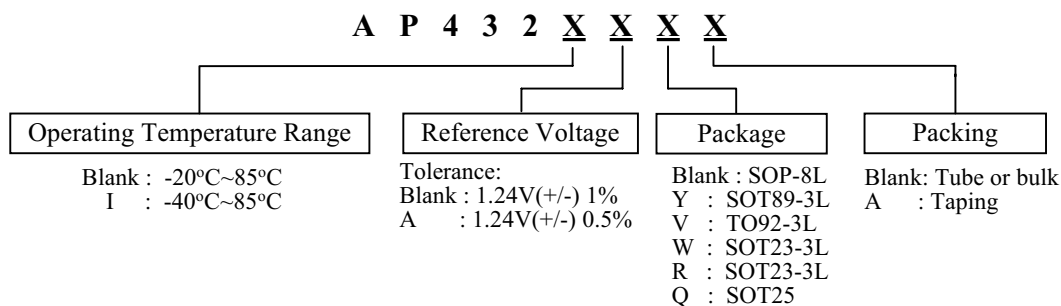 A P 4 3 2 X X X X
Operating Temperature Range
Blank : -20°C~85°C
I : -40°C~85°C
Reference Voltage
Tolerance:
Blank : 1.24V(+/-) 1%
A : 1.24V(+/-) 0.5%
Package
Blank : SOP-8L
Y : SOT89-3L
V : TO92-3L
W : SOT23-3L
R : SOT23-3L
Q : SOT25
Packing
Blank: Tube or bulk
A : Taping